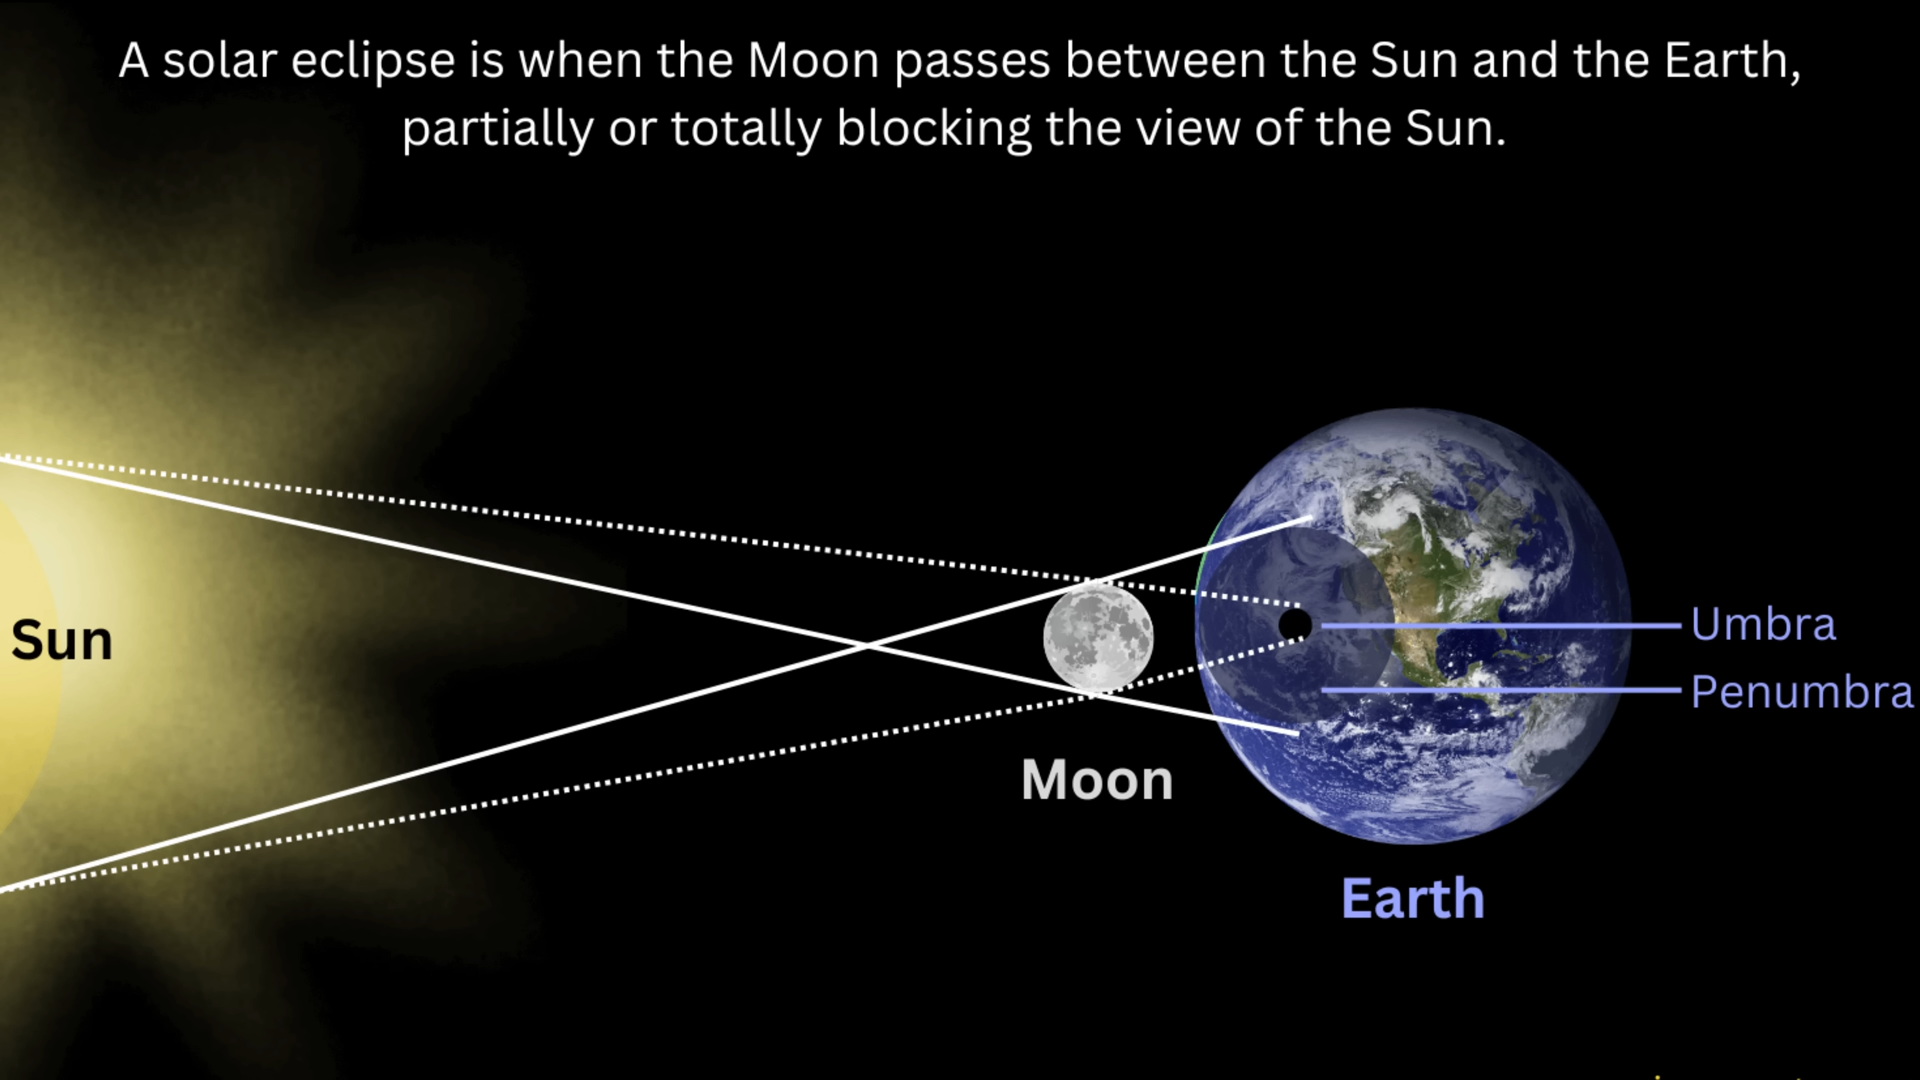 A solar eclipse is when the Moon passes between the Sun and the Earth,
partially or totally blocking the view of the Sun.
Sun
Umbra
Penumbra
Moon
Earth